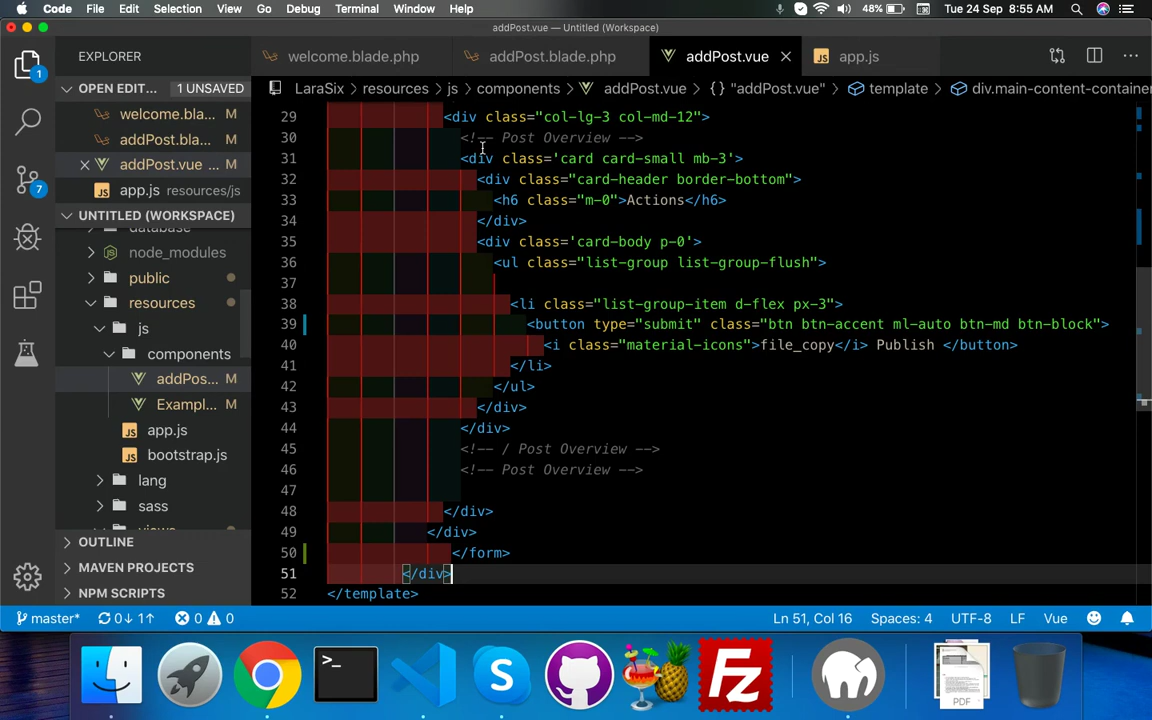 Code File Edit Selection View Go Debug Terminal Window Help 48% Tue 24 Sep 8:55 AM
addPost.vue — Untitled (Workspace)
EXPLORER welcome.blade.php addPost.blade.php addPost.vue app.js
OPEN EDIT... 1 UNSAVED LaraSix › resources › js › components › addPost.vue › {} "addPost.vue" › template › div.main-content-container
welcome.bla... M
addPost.bla... M
addPost.vue ... M
app.js resources/js
UNTITLED (WORKSPACE)
database
node_modules
public
resources
js
components
addPos... M
Exampl... M
app.js
bootstrap.js
lang
sass
views
OUTLINE
MAVEN PROJECTS
NPM SCRIPTS
1
7
29 <div class="col-lg-3 col-md-12">
30 <!-- Post Overview -->
31 <div class='card card-small mb-3'>
32 <div class="card-header border-bottom">
33 <h6 class="m-0">Actions</h6>
34 </div>
35 <div class='card-body p-0'>
36 <ul class="list-group list-group-flush">
37
38 <li class="list-group-item d-flex px-3">
39 <button type="submit" class="btn btn-accent ml-auto btn-md btn-block">
40 <i class="material-icons">file_copy</i> Publish </button>
41 </li>
42 </ul>
43 </div>
44 </div>
45 <!-- / Post Overview -->
46 <!-- Post Overview -->
47
48 </div>
49 </div>
50 </form>
51 </div>
52 </template>
master* 0↓ 1↑ 0 0 Ln 51, Col 16 Spaces: 4 UTF-8 LF Vue
>_
S
Fz
PDF